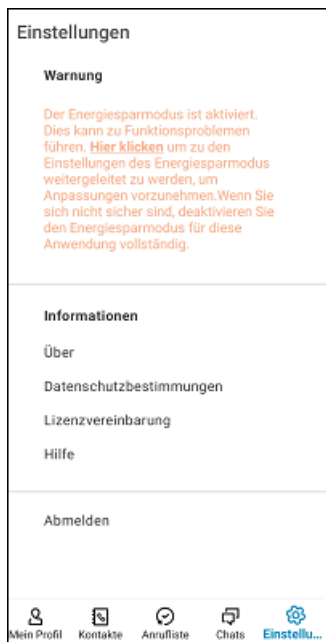 Einstellungen
Warnung
Der Energiesparmodus ist aktiviert.
Dies kann zu Funktionsproblemen
führen. Hier klicken um zu den
Einstellungen des Energiesparmodus
weitergeleitet zu werden, um
Anpassungen vorzunehmen.Wenn Sie
sich nicht sicher sind, deaktivieren Sie
den Energiesparmodus für diese
Anwendung vollständig.
Informationen
Über
Datenschutzbestimmungen
Lizenzvereinbarung
Hilfe
Abmelden
Mein Profil Kontakte Anrufliste Chats Einstellu...